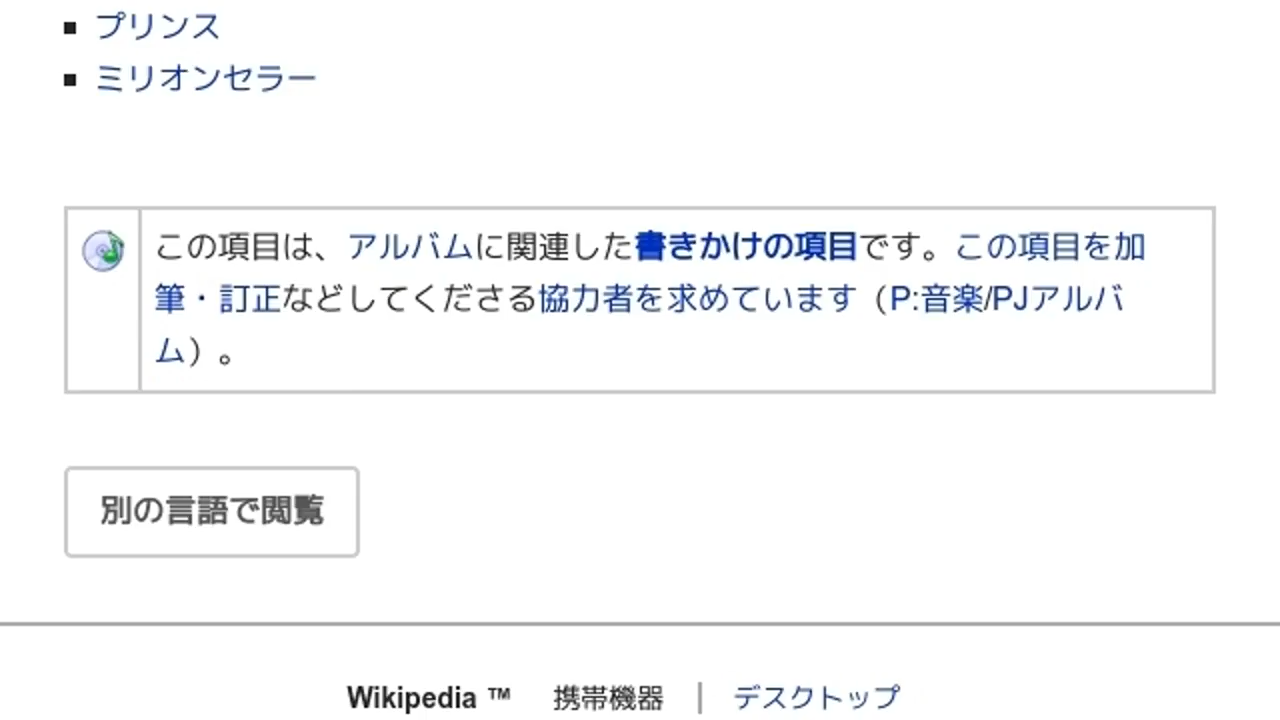 プリンス
ミリオンセラー
この項目は、アルバムに関連した書きかけの項目です。この項目を加
筆・訂正などしてくださる協力者を求めています（P:音楽/PJアルバ
ム）。
別の言語で閲覧
Wikipedia ™ 携帯機器 | デスクトップ